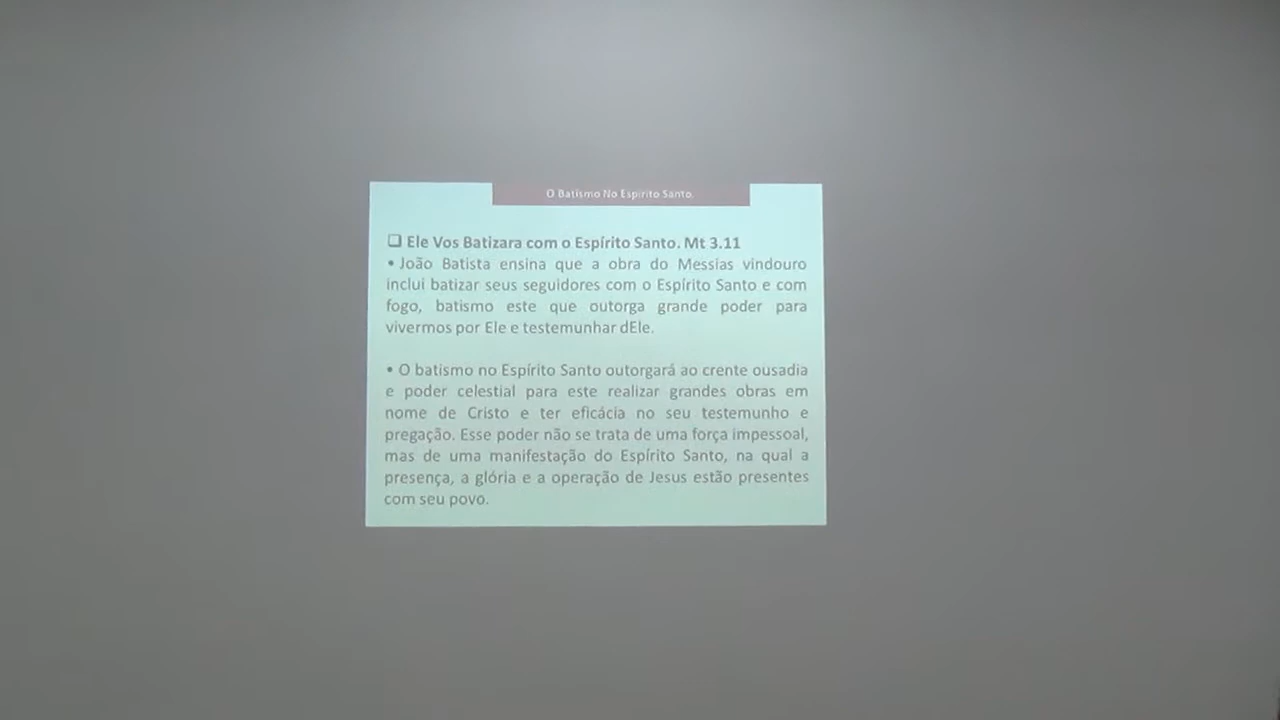 O Batismo No Espírito Santo.
❑ Ele Vos Batizara com o Espírito Santo. Mt 3.11
• João Batista ensina que a obra do Messias vindouro
inclui batizar seus seguidores com o Espírito Santo e com
fogo, batismo este que outorga grande poder para
vivermos por Ele e testemunhar dEle.
• O batismo no Espírito Santo outorgará ao crente ousadia
e poder celestial para este realizar grandes obras em
nome de Cristo e ter eficácia no seu testemunho e
pregação. Esse poder não se trata de uma força impessoal,
mas de uma manifestação do Espírito Santo, na qual a
presença, a glória e a operação de Jesus estão presentes
com seu povo.